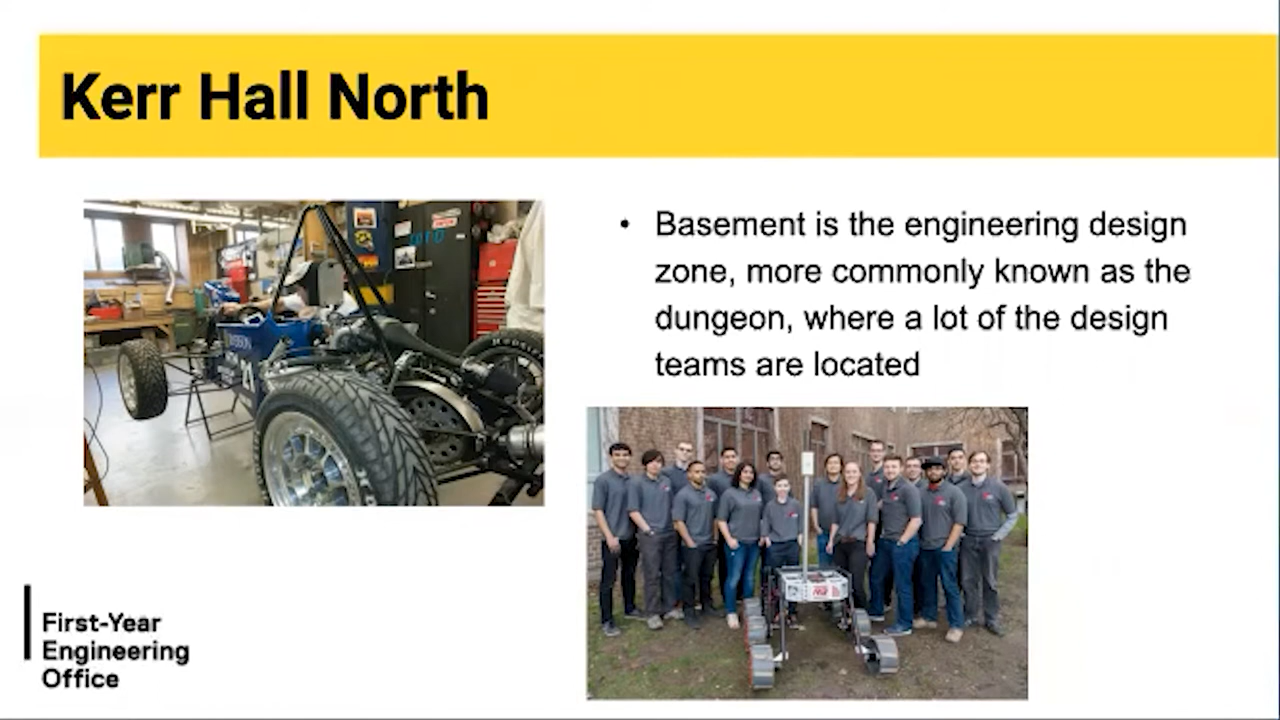 Kerr Hall North
• Basement is the engineering design
zone, more commonly known as the
dungeon, where a lot of the design
teams are located
21
First-Year
Engineering
Office